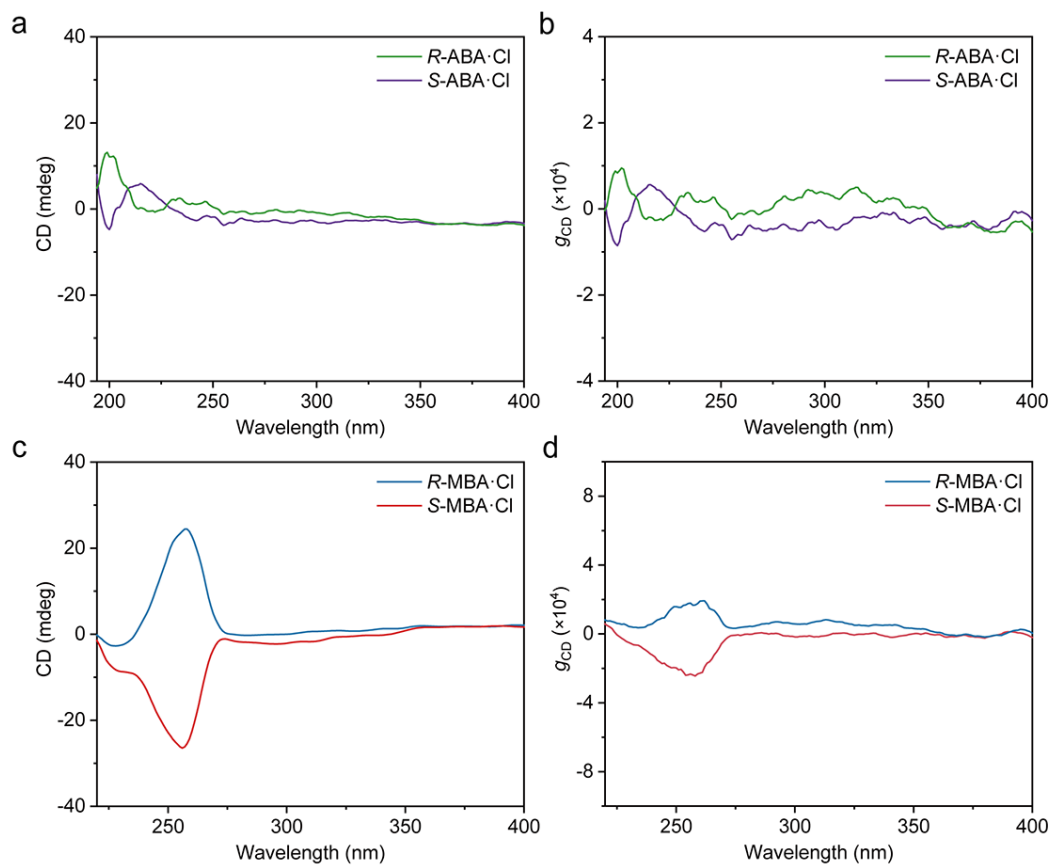 a
40
20
0
-20
-40
CD (mdeg)
R-ABA·Cl
S-ABA·Cl
200 250 300 350 400
Wavelength (nm)
b
4
2
0
-2
-4
gCD (×10⁴)
R-ABA·Cl
S-ABA·Cl
200 250 300 350 400
Wavelength (nm)
c
40
20
0
-20
-40
CD (mdeg)
R-MBA·Cl
S-MBA·Cl
250 300 350 400
Wavelength (nm)
d
8
4
0
-4
-8
gCD (×10⁴)
R-MBA·Cl
S-MBA·Cl
250 300 350 400
Wavelength (nm)